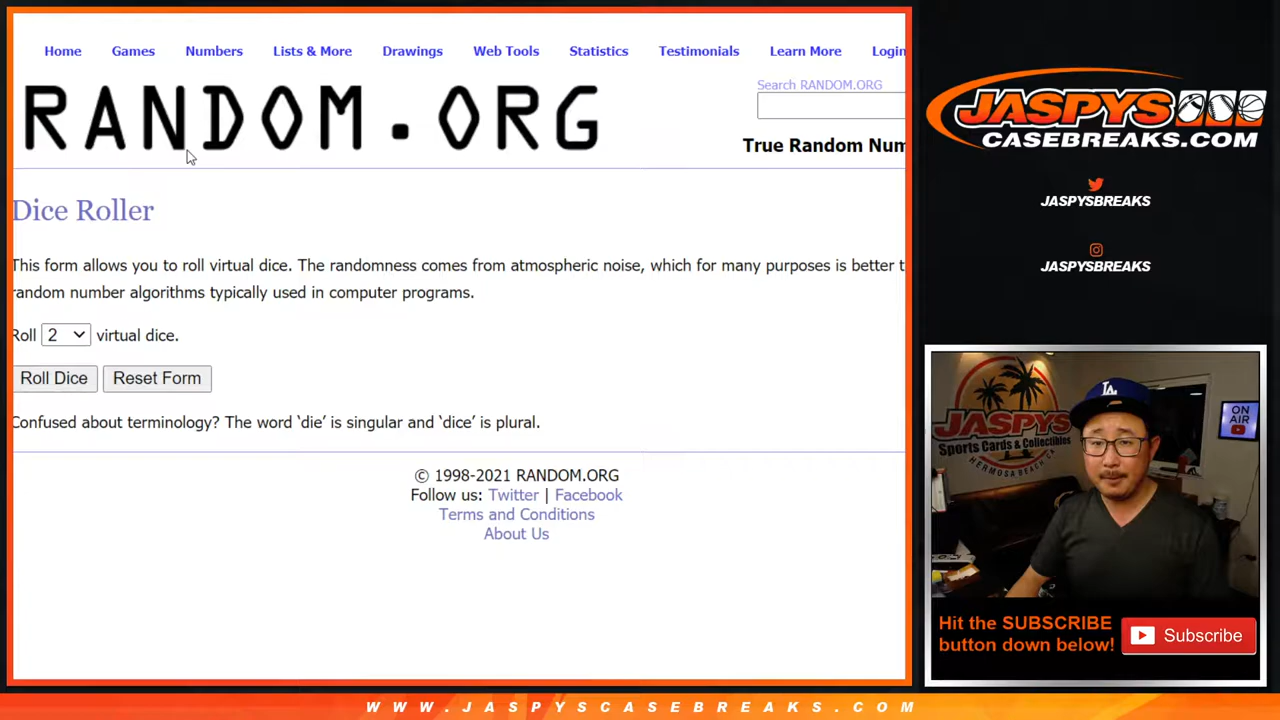 Home Games Numbers Lists & More Drawings Web Tools Statistics Testimonials Learn More Login
RANDOM.ORG
Search RANDOM.ORG
True Random Num
Dice Roller
This form allows you to roll virtual dice. The randomness comes from atmospheric noise, which for many purposes is better t
random number algorithms typically used in computer programs.
Roll 2 virtual dice.
Roll Dice Reset Form
Confused about terminology? The word ‘die’ is singular and ‘dice’ is plural.
© 1998-2021 RANDOM.ORG
Follow us: Twitter | Facebook
Terms and Conditions
About Us
JASPYS
CASEBREAKS.COM
JASPYSBREAKS
JASPYSBREAKS
JASPYS
Sports Cards & Collectibles
HERMOSA BEACH, CA
LA
ON AIR
Hit the SUBSCRIBE
button down below!
Subscribe
WWW.JASPYSCASEBREAKS.COM